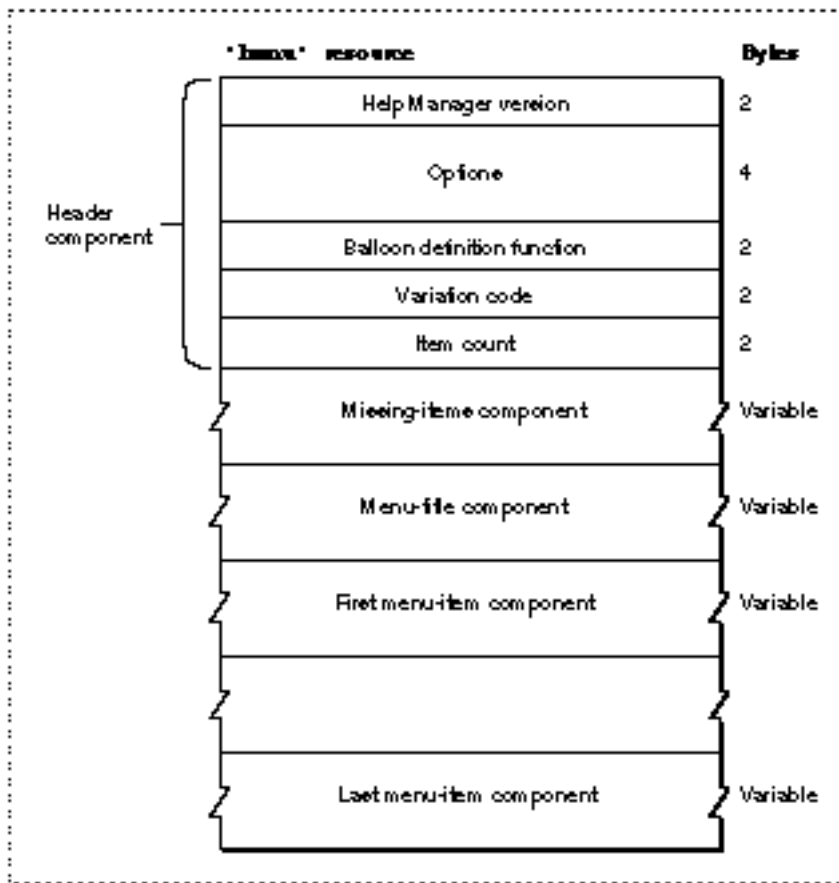 resource Bytes
Help Manager version 2
Options 4
Header
component
Balloon definition function 2
Variation code 2
Item count 2
Missing-items component Variable
Menu-title component Variable
First menu-item component Variable
Last menu-item component Variable